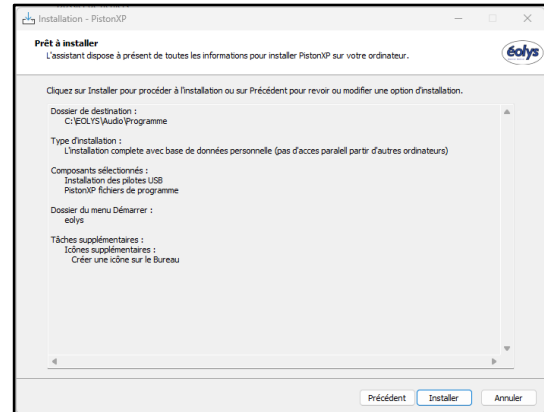 Installation - PistonXP
Prêt à installer
L'assistant dispose à présent de toutes les informations pour installer PistonXP sur votre ordinateur.
éolys
Cliquez sur Installer pour procéder à l'installation ou sur Précédent pour revoir ou modifier une option d'installation.
Dossier de destination :
C:\EOLYS\Audio\Programme
Type d'installation :
L'installation complete avec base de données personelle (pas d'acces paralell partir d'autres ordinateurs)
Composants sélectionnés :
Installation des pilotes USB
PistonXP fichiers de programme
Dossier du menu Démarrer :
eolys
Tâches supplémentaires :
Icônes supplémentaires :
Créer une icône sur le Bureau
Précédent Installer Annuler